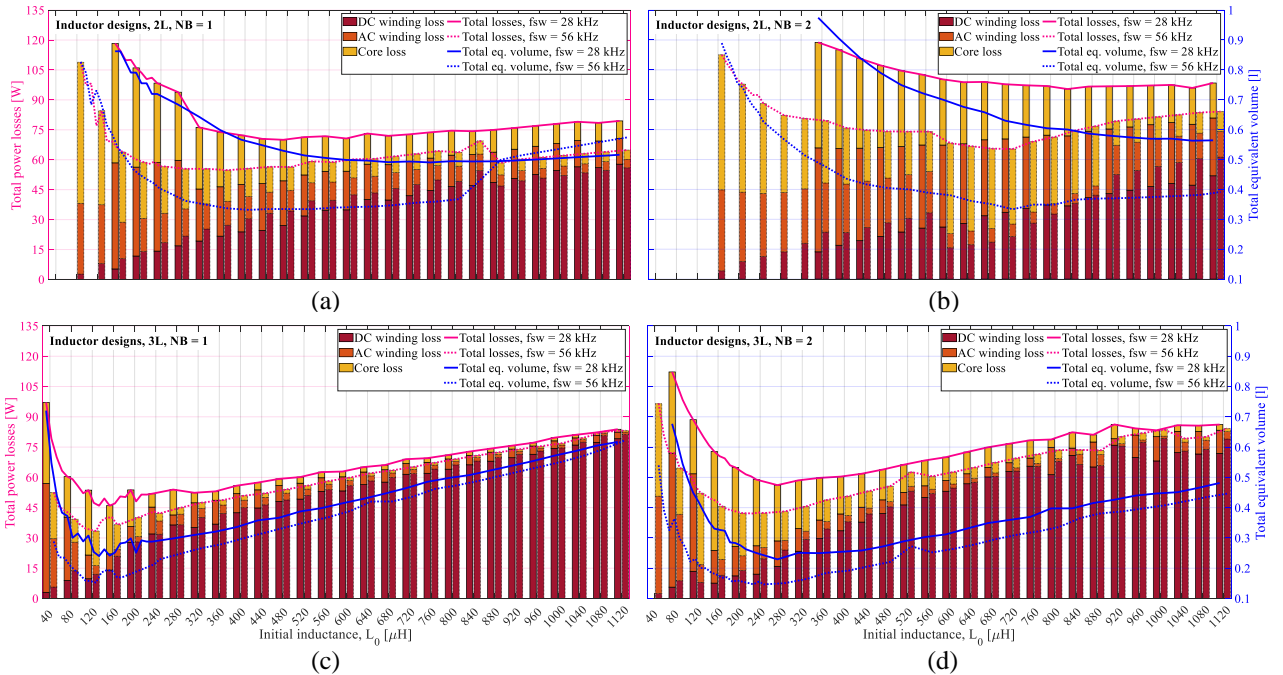 Inductor designs, 2L, NB = 1
DC winding loss
AC winding loss
Core loss
Total losses, fsw = 28 kHz
Total losses, fsw = 56 kHz
Total eq. volume, fsw = 28 kHz
Total eq. volume, fsw = 56 kHz
Total power losses [W]
135
120
105
90
75
60
45
30
15
0
(a)
Inductor designs, 2L, NB = 2
DC winding loss
AC winding loss
Core loss
Total losses, fsw = 28 kHz
Total losses, fsw = 56 kHz
Total eq. volume, fsw = 28 kHz
Total eq. volume, fsw = 56 kHz
1
0.9
0.8
0.7
0.6
0.5
0.4
0.3
0.2
0.1
Total equivalent volume [l]
(b)
Inductor designs, 3L, NB = 1
DC winding loss
AC winding loss
Core loss
Total losses, fsw = 28 kHz
Total losses, fsw = 56 kHz
Total eq. volume, fsw = 28 kHz
Total eq. volume, fsw = 56 kHz
Total power losses [W]
135
120
105
90
75
60
45
30
15
0
40 80 120 160 200 240 280 320 360 400 440 480 520 560 600 640 680 720 760 800 840 880 920 960 1000 1040 1080 1120
Initial inductance, L0 [μH]
(c)
Inductor designs, 3L, NB = 2
DC winding loss
AC winding loss
Core loss
Total losses, fsw = 28 kHz
Total losses, fsw = 56 kHz
Total eq. volume, fsw = 28 kHz
Total eq. volume, fsw = 56 kHz
1
0.9
0.8
0.7
0.6
0.5
0.4
0.3
0.2
0.1
Total equivalent volume [l]
40 80 120 160 200 240 280 320 360 400 440 480 520 560 600 640 680 720 760 800 840 880 920 960 1000 1040 1080 1120
Initial inductance, L0 [μH]
(d)